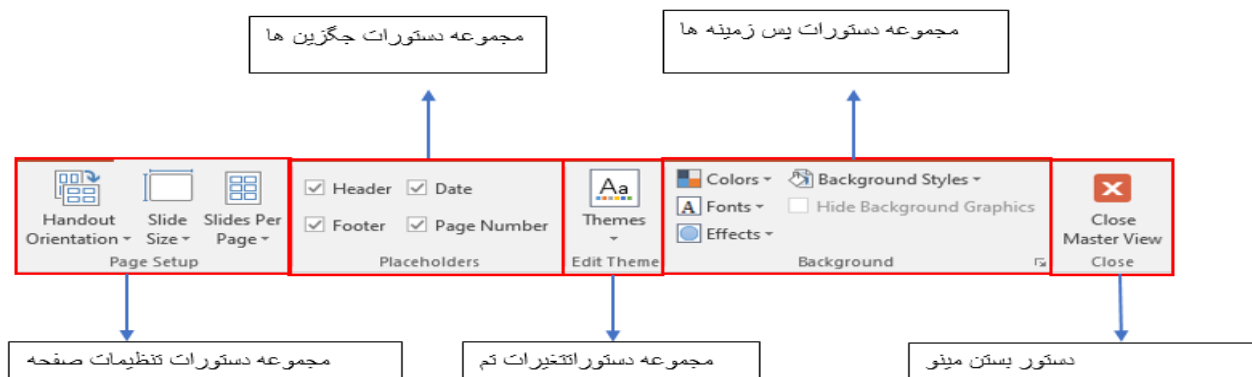 مجموعه دستورات جگزین ها
مجموعه دستورات پس زمینه ها
Handout Orientation
Slide Size
Slides Per Page
Page Setup
Header
Date
Footer
Page Number
Placeholders
Aa
Themes
Edit Theme
Colors
Background Styles
A Fonts
Hide Background Graphics
Effects
Background
Close Master View
Close
مجموعه دستورات تنظیمات صفحه
مجموعه دستوراتتغیرات تم
دستور بستن مینو